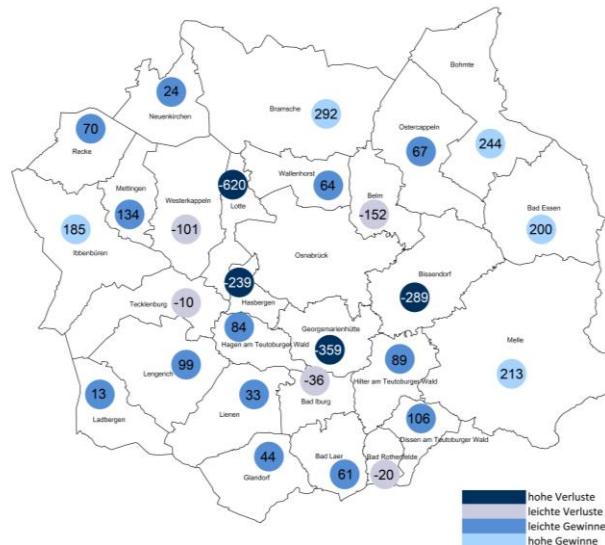 Bohmte
24
Neuenkirchen
Bramsche
292
70
Recke
Ostercappeln
67
244
Mettingen
134
Westerkappeln
-101
-620
Lotte
Wallenhorst
64
Belm
-152
Bad Essen
200
185
Ibbenbüren
Osnabrück
Bissendorf
-289
-239
Hasbergen
Tecklenburg
-10
84
Hagen am Teutoburger Wald
Georgsmarienhütte
-359
Melle
213
Lengerich
99
89
Hilter am Teutoburger Wald
13
Ladbergen
33
Lienen
-36
Bad Iburg
106
Dissen am Teutoburger Wald
44
Glandorf
Bad Laer
61
Bad Rothenfelde
-20
hohe Verluste
leichte Verluste
leichte Gewinne
hohe Gewinne